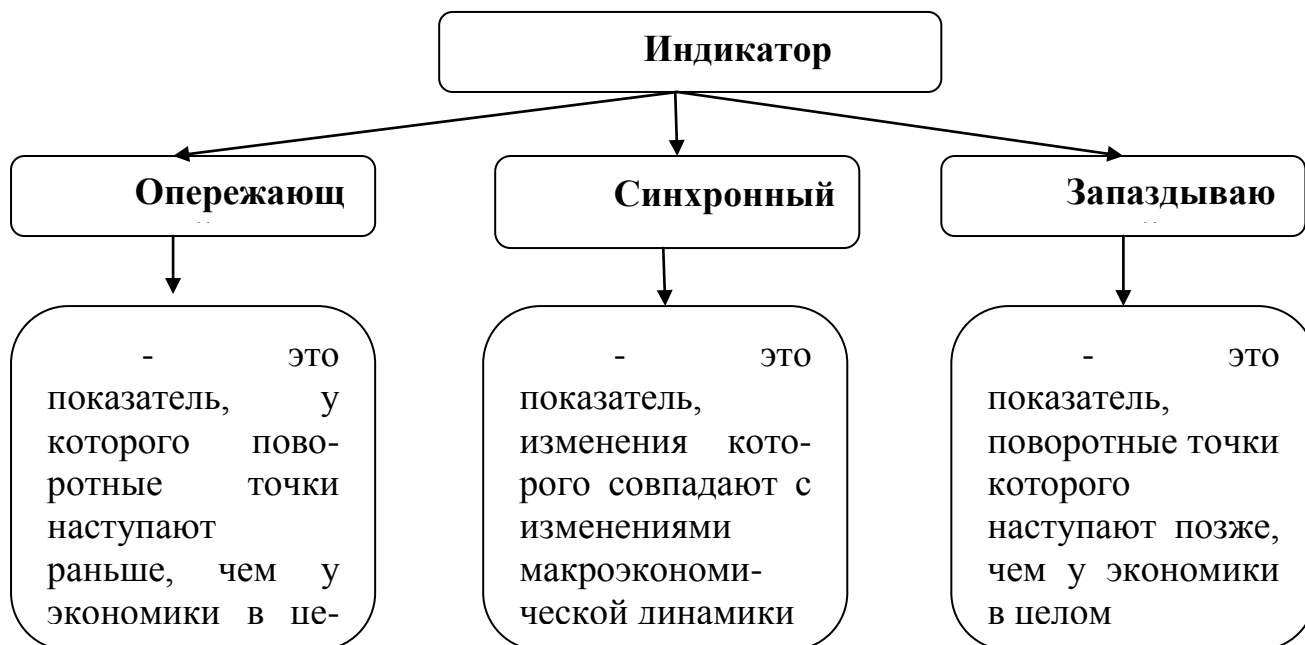 Индикатор
Опережающ
Синхронный
Запаздываю
- это
показатель, у
которого пово-
ротные точки
наступают
раньше, чем у
экономики в це-
- это
показатель,
изменения кото-
рого совпадают с
изменениями
макроэкономи-
ческой динамики
- это
показатель,
поворотные точки
которого
наступают позже,
чем у экономики
в целом